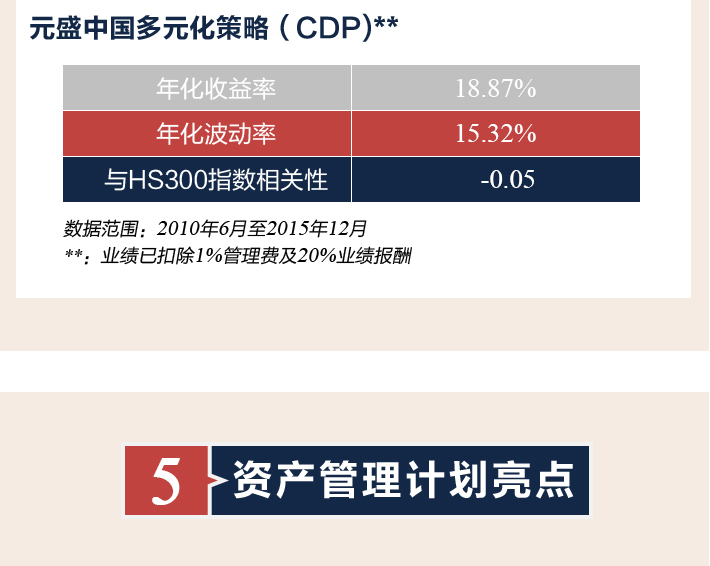 元盛中国多元化策略（CDP)**
年化收益率 18.87%
年化波动率 15.32%
与HS300指数相关性 -0.05
数据范围：2010年6月至2015年12月
**：业绩已扣除1%管理费及20%业绩报酬
5 资产管理计划亮点